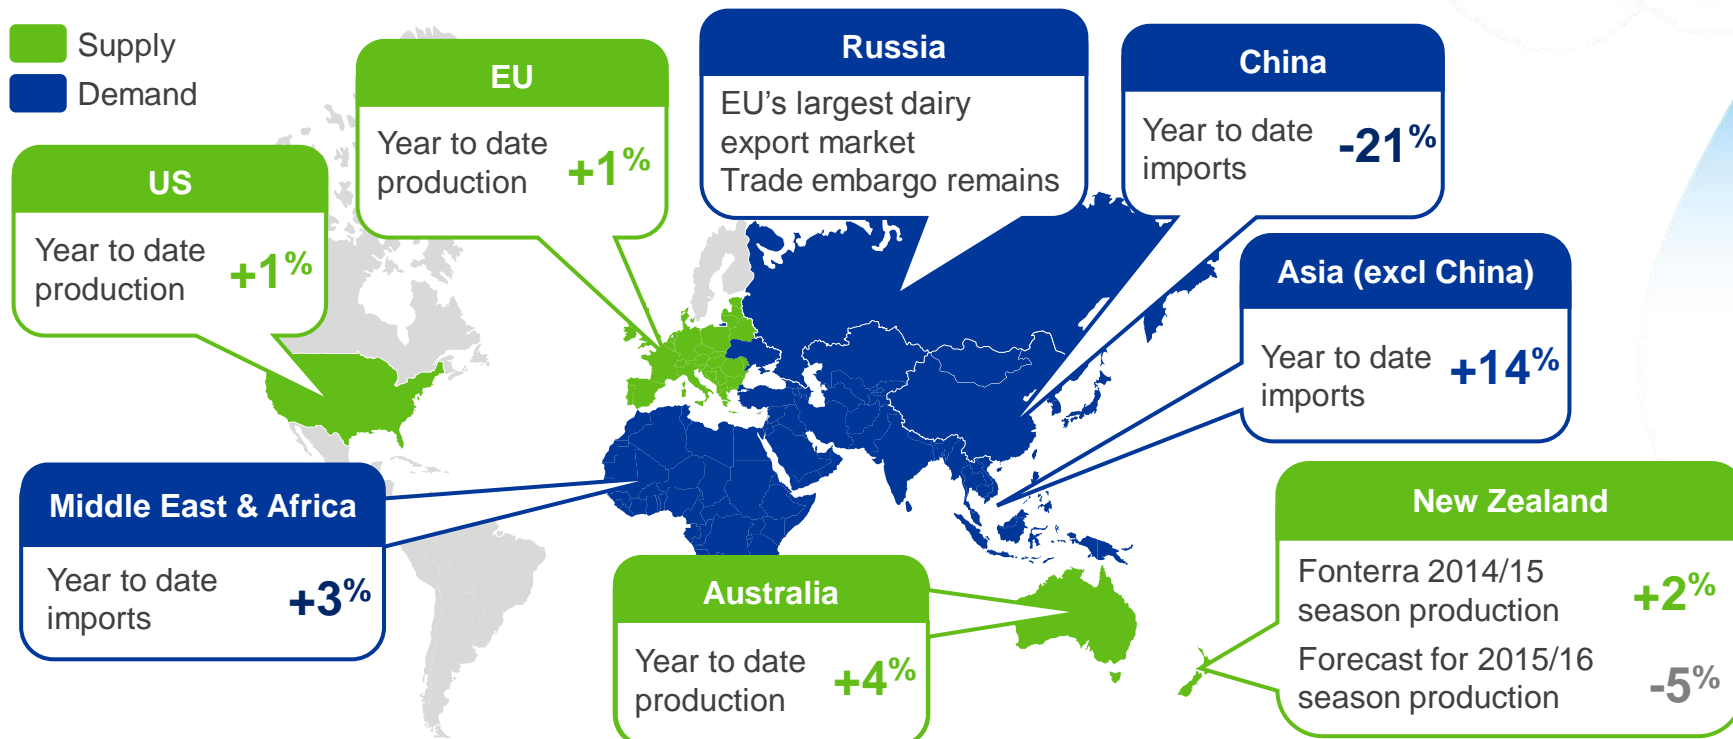 Supply
Demand
US
Year to date
production
+1%
EU
Year to date
production
+1%
Russia
EU's largest dairy
export market
Trade embargo remains
China
Year to date
imports
-21%
Asia (excl China)
Year to date
imports
+14%
Middle East & Africa
Year to date
imports
+3%
Australia
Year to date
production
+4%
New Zealand
Fonterra 2014/15
season production
+2%
Forecast for 2015/16
season production
-5%